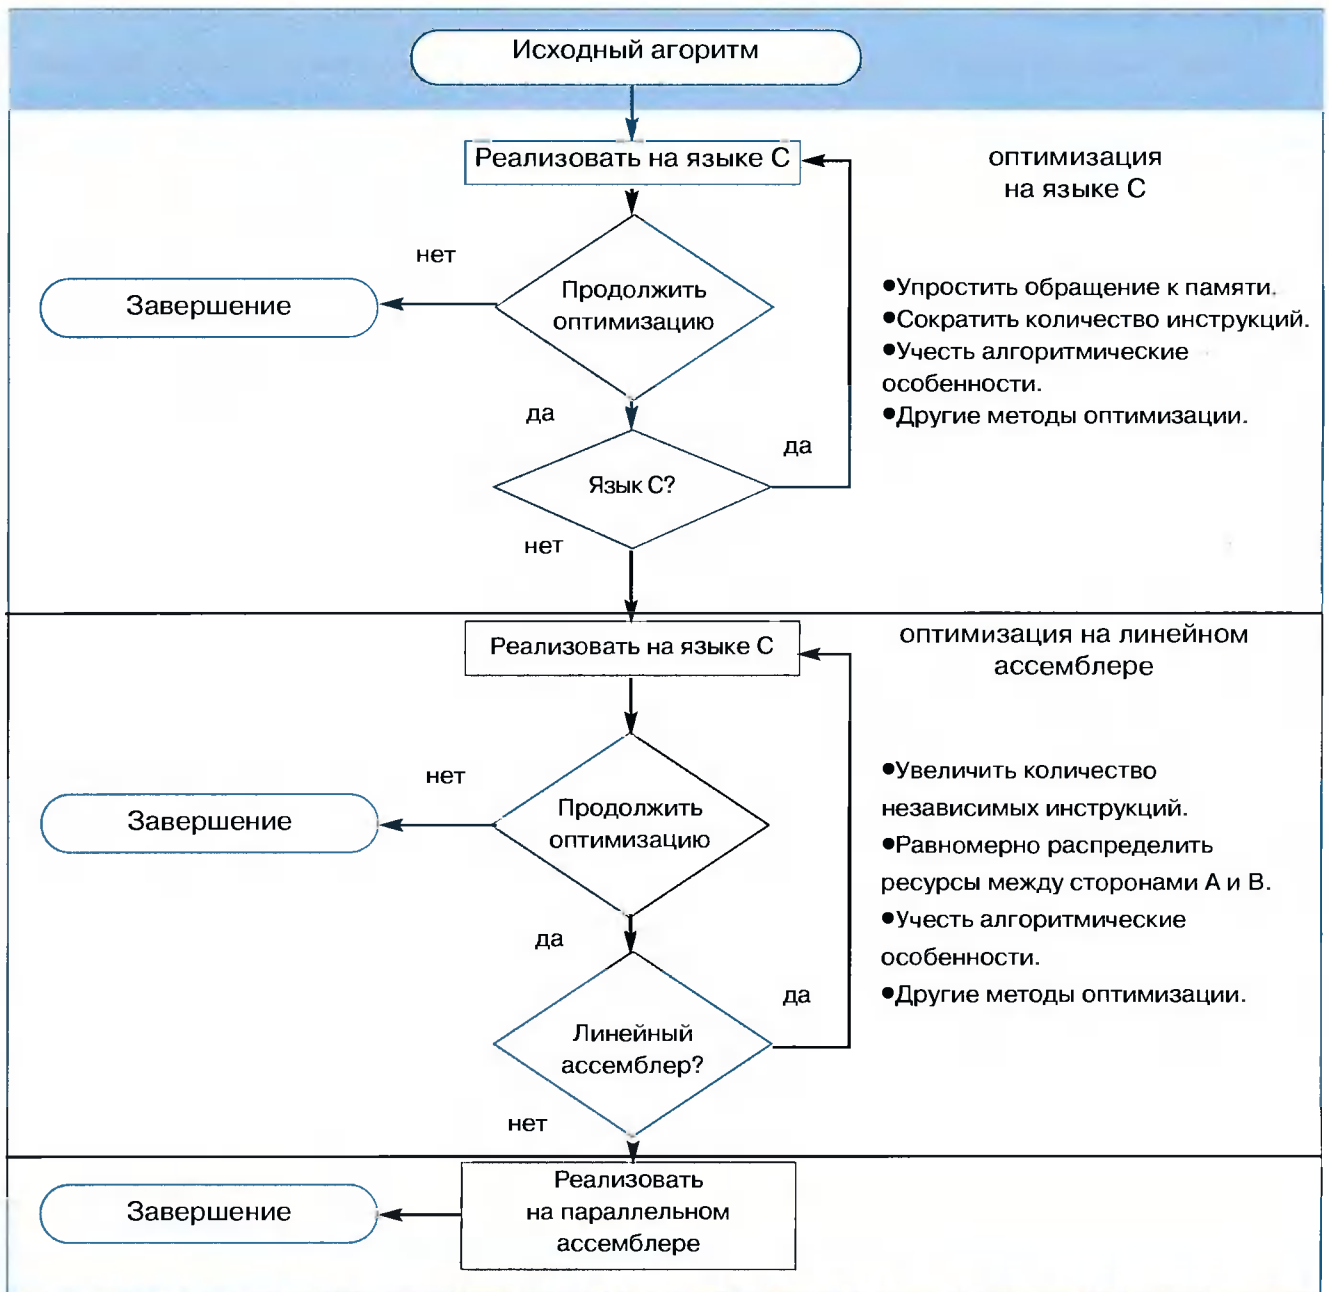 Исходный агоритм
Реализовать на языке С
оптимизация
на языке С
нет
Завершение
Продолжить
оптимизацию
●Упростить обращение к памяти.
●Сократить количество инструкций.
●Учесть алгоритмические
особенности.
●Другие методы оптимизации.
да
да
Язык С?
нет
Реализовать на языке С
оптимизация на линейном
ассемблере
нет
Завершение
Продолжить
оптимизацию
●Увеличить количество
независимых инструкций.
●Равномерно распределить
ресурсы между сторонами А и В.
●Учесть алгоритмические
особенности.
●Другие методы оптимизации.
да
да
Линейный
ассемблер?
нет
Завершение
Реализовать
на параллельном
ассемблере